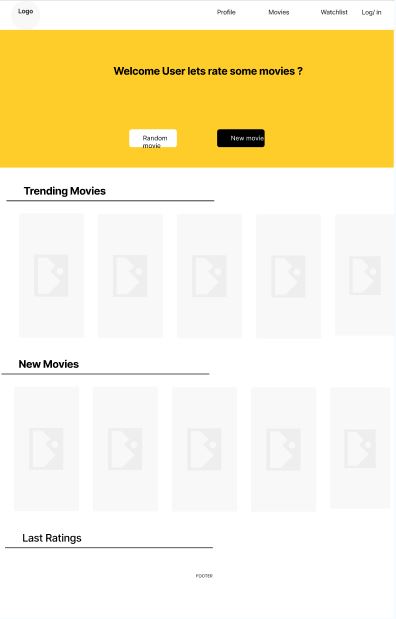 Logo
Profile
Movies
Watchlist
Log/ in
Welcome User lets rate some movies ?
Random
movie
New movie
Trending Movies
New Movies
Last Ratings
FOOTER